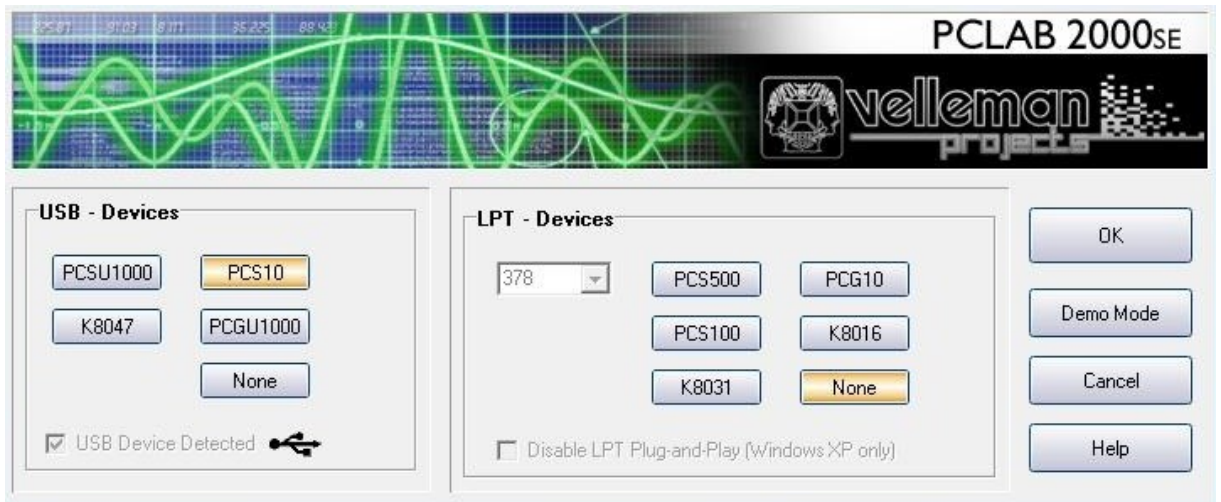 PCLAB 2000SE
velleman
projects
USB - Devices
PCSU1000
PCS10
K8047
PCGU1000
None
USB Device Detected
LPT - Devices
378
PCS500
PCG10
PCS100
K8016
K8031
None
Disable LPT Plug-and-Play (Windows XP only)
OK
Demo Mode
Cancel
Help